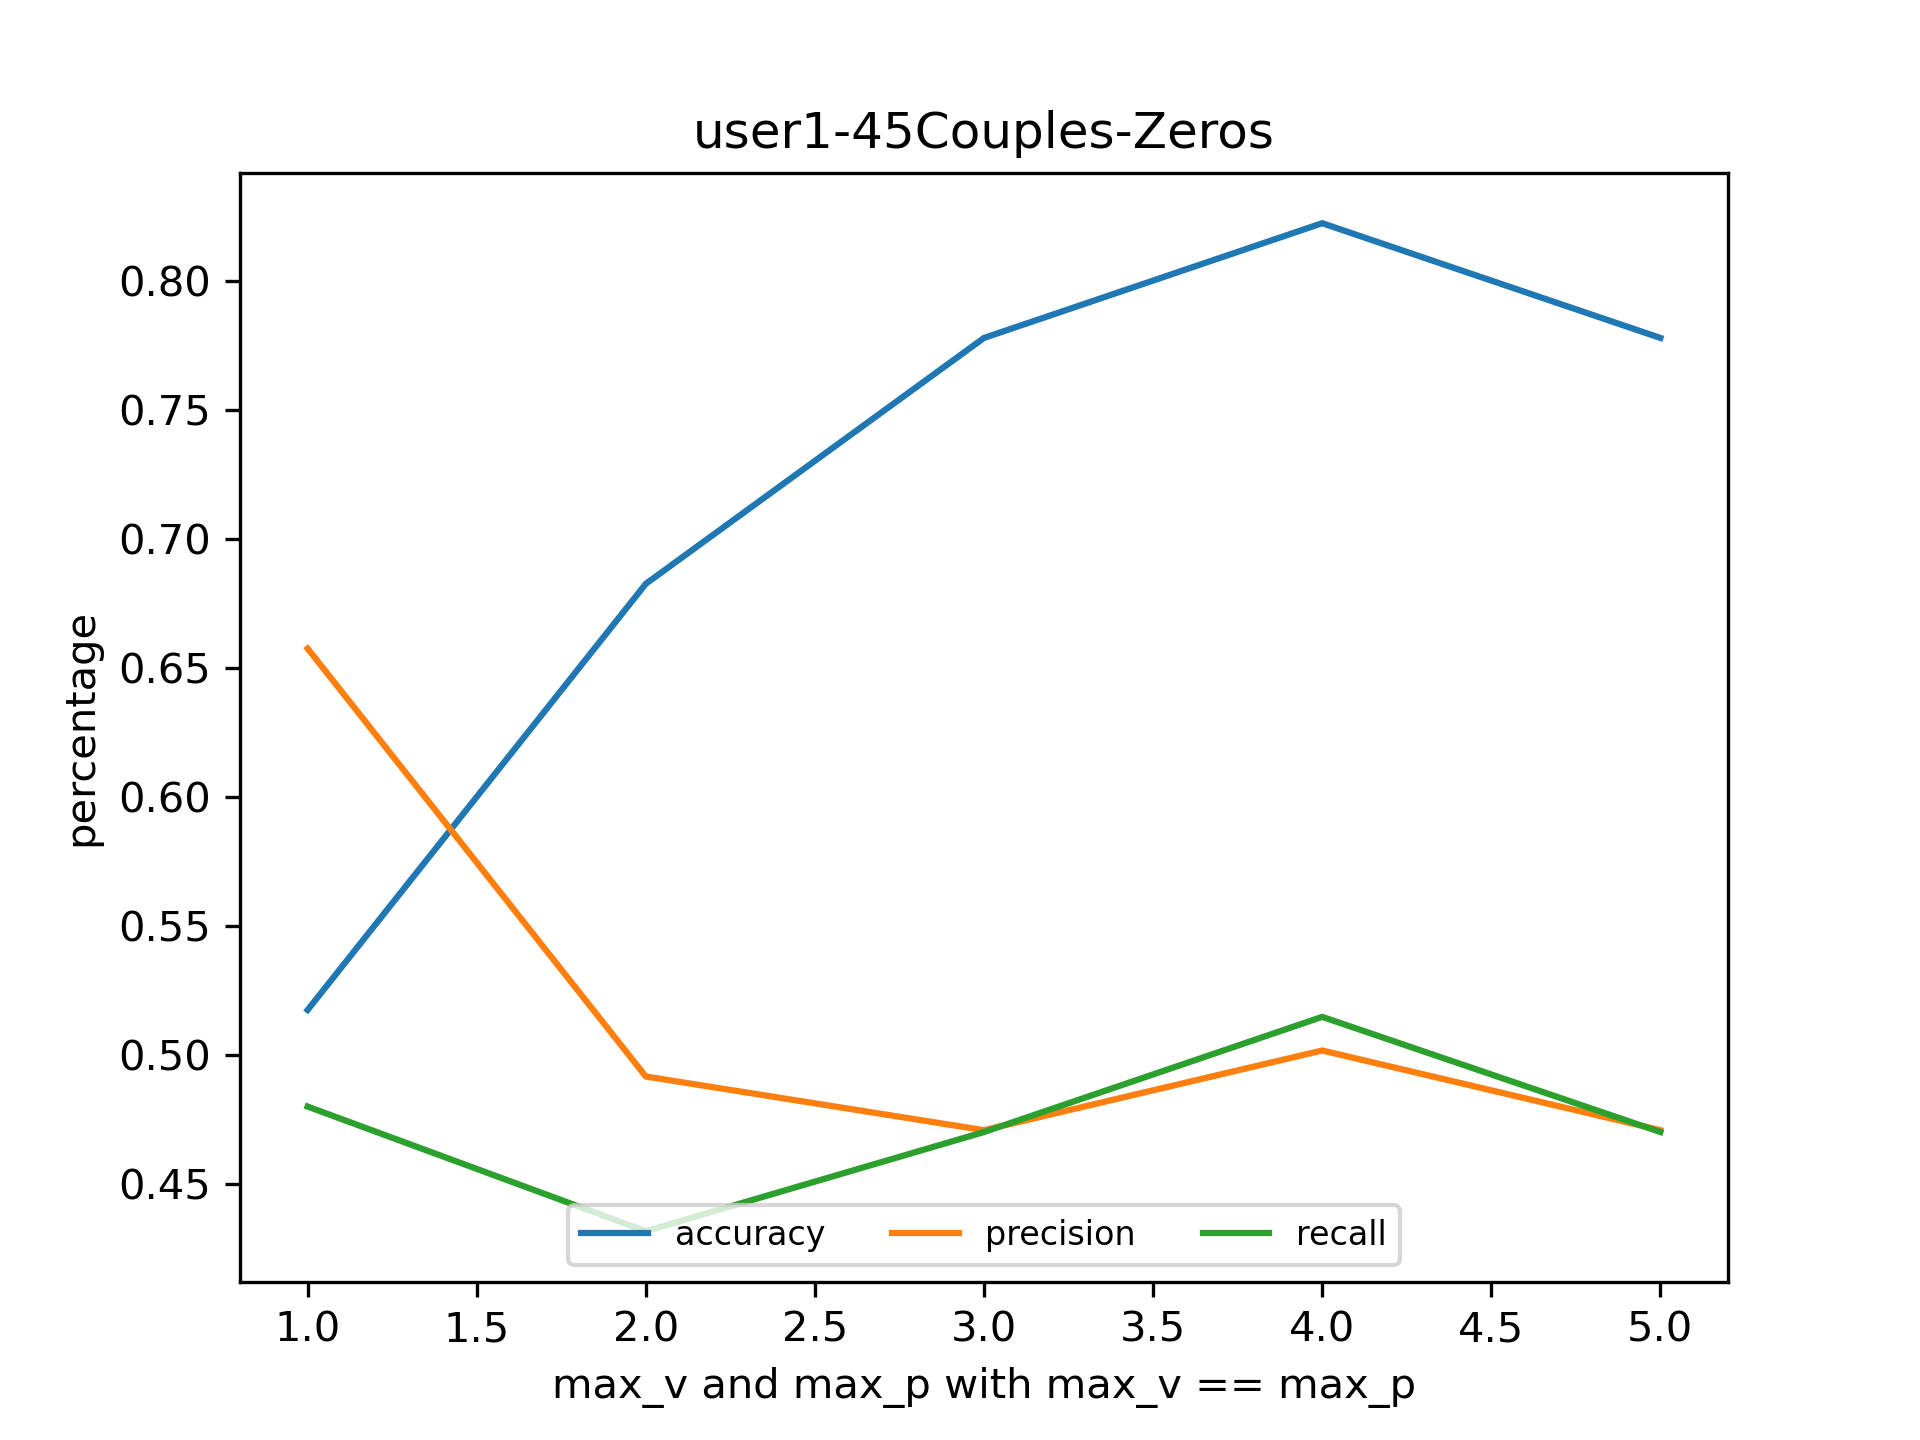 user1-45Couples-Zeros
percentage
0.80
0.75
0.70
0.65
0.60
0.55
0.50
0.45
accuracy precision recall
1.0 1.5 2.0 2.5 3.0 3.5 4.0 4.5 5.0
max_v and max_p with max_v == max_p